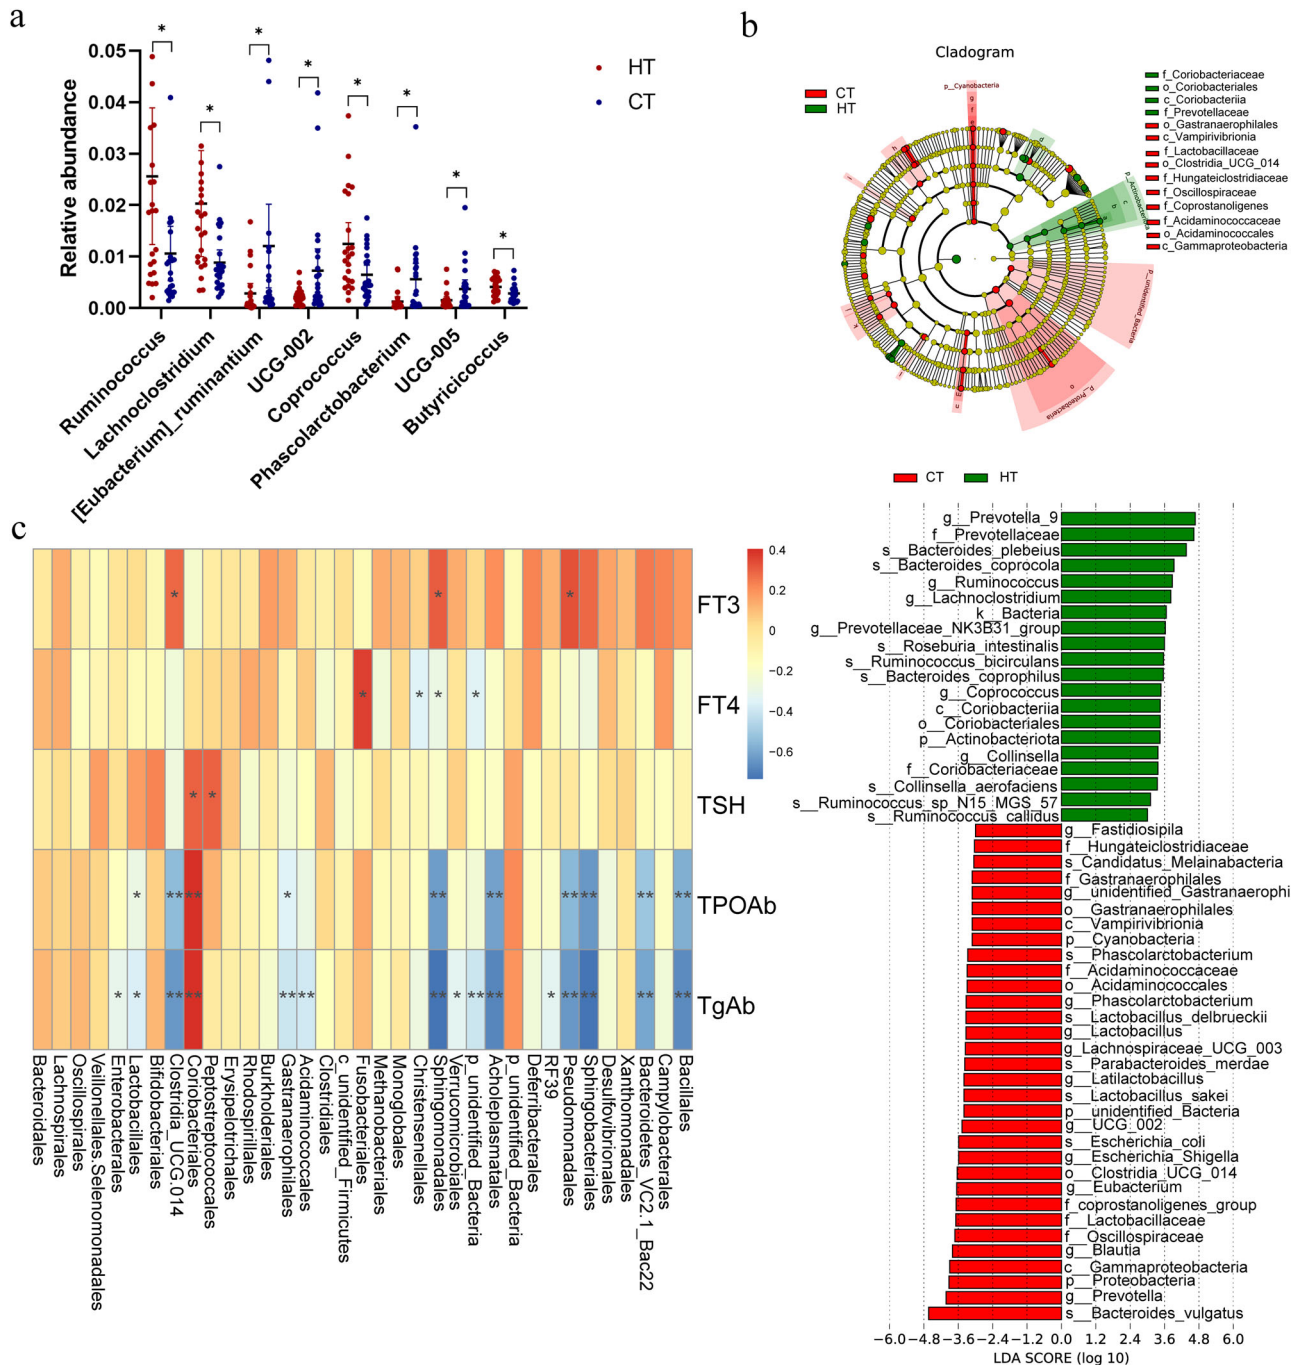 a
0.05
0.04
0.03
0.02
0.01
0.00
Relative abundance
*
*
*
*
*
*
*
*
HT
CT
Ruminococcus
Lachnoclostridium
[Eubacterium]_ruminantium
UCG-002
Coprococcus
Phascolarctobacterium
UCG-005
Butyricicoccus
b
Cladogram
CT
HT
p__Cyanobacteria
g
f
e
d
h
p__Actinobacteriota
c
b
p__unidentified_Bacteria
p__Proteobacteria
o
n
k
f_Coriobacteriaceae
o_Coriobacteriales
c_Coriobacteriia
f_Prevotellaceae
o_Gastranaerophilales
c_Vampirivibrionia
f_Lactobacillaceae
o_Clostridia_UCG_014
f_Hungateiclostridiaceae
f_Oscillospiraceae
f_Coprostanoligenes
f_Acidaminococcaceae
o_Acidaminococcales
c_Gammaproteobacteria
CT
HT
g__Prevotella_9
f__Prevotellaceae
s__Bacteroides_plebeius
s__Bacteroides_coprocola
g__Ruminococcus
g__Lachnoclostridium
k__Bacteria
g__Prevotellaceae_NK3B31_group
s__Roseburia_intestinalis
s__Ruminococcus_bicirculans
s__Bacteroides_coprophilus
g__Coprococcus
c__Coriobacteriia
o__Coriobacteriales
p__Actinobacteriota
g__Collinsella
f__Coriobacteriaceae
s__Collinsella_aerofaciens
s__Ruminococcus_sp_N15_MGS_57
s__Ruminococcus_callidus
g__Fastidiosipila
f__Hungateiclostridiaceae
s_Candidatus_Melainabacteria
f_Gastranaerophilales
g__unidentified_Gastranaerophi
o__Gastranaerophilales
c__Vampirivibrionia
p__Cyanobacteria
s__Phascolarctobacterium
f__Acidaminococcaceae
o__Acidaminococcales
g__Phascolarctobacterium
s__Lactobacillus_delbrueckii
g__Lactobacillus
g_Lachnospiraceae_UCG_003
s__Parabacteroides_merdae
g__Latilactobacillus
s__Lactobacillus_sakei
p__unidentified_Bacteria
g__UCG_002
s__Escherichia_coli
g__Escherichia_Shigella
o__Clostridia_UCG_014
g__Eubacterium
f_coprostanoligenes_group
f__Lactobacillaceae
f__Oscillospiraceae
g__Blautia
c__Gammaproteobacteria
p__Proteobacteria
g__Prevotella
s__Bacteroides_vulgatus
−6.0 −4.8 −3.6 −2.4 −1.2 0.0 1.2 2.4 3.6 4.8 6.0
LDA SCORE (log 10)
c
0.4
0.2
0
−0.2
−0.4
−0.6
FT3
* * *
FT4
* * * *
TSH
* *
TPOAb
* ** ** * ** ** ** ** ** **
TgAb
* * ** ** ** ** ** * ** ** * ** ** ** **
Bacteroidales
Lachnospirales
Oscillospirales
Veillonellales.Selenomonadales
Enterobacterales
Lactobacillales
Bifidobacteriales
Clostridia_UCG.014
Coriobacteriales
Peptostreptococcales
Erysipelotrichales
Rhodospirillales
Burkholderiales
Gastranaerophilales
Acidaminococcales
Clostridiales
c_unidentified_Firmicutes
Fusobacteriales
Methanobacteriales
Monoglobales
Christensenellales
Sphingomonadales
Verrucomicrobiales
p_unidentified_Bacteria
Acholeplasmatales
p_unidentified_Bacteria
Deferribacterales
RF39
Pseudomonadales
Sphingobacteriales
Desulfovibrionales
Xanthomonadales
Bacteroidetes_VC2.1_Bac22
Campylobacterales
Bacillales